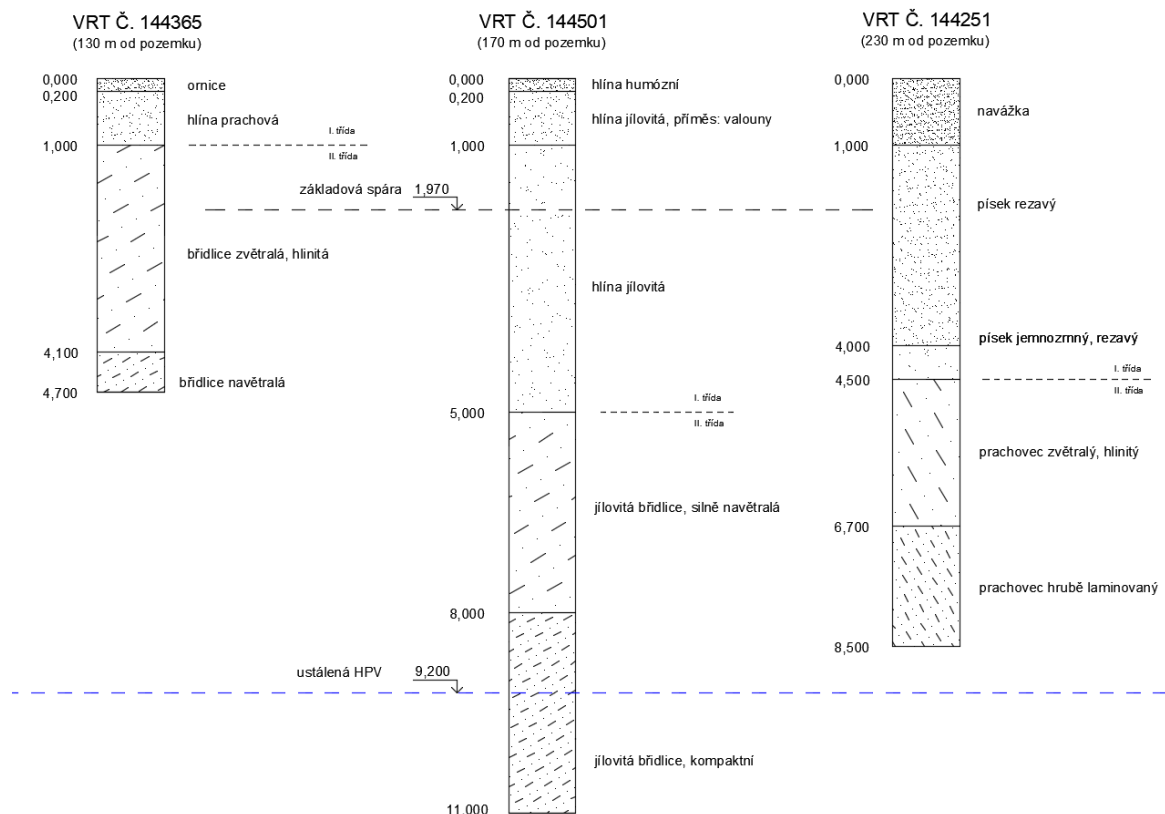 VRT Č. 144365
(130 m od pozemku)
0,000
ornice
0,200
hlína prachová
I. třída
1,000
II. třída
břidlice zvětralá, hlinitá
4,100
břidlice navětralá
4,700
VRT Č. 144501
(170 m od pozemku)
0,000
hlína humózní
0,200
hlína jílovitá, příměs: valouny
1,000
základová spára 1,970
hlína jílovitá
I. třída
5,000
II. třída
jílovitá břidlice, silně navětralá
8,000
ustálená HPV 9,200
jílovitá břidlice, kompaktní
11,000
VRT Č. 144251
(230 m od pozemku)
0,000
navážka
1,000
písek rezavý
písek jemnozrnný, rezavý
4,000
I. třída
4,500
II. třída
prachovec zvětralý, hlinitý
6,700
prachovec hrubě laminovaný
8,500